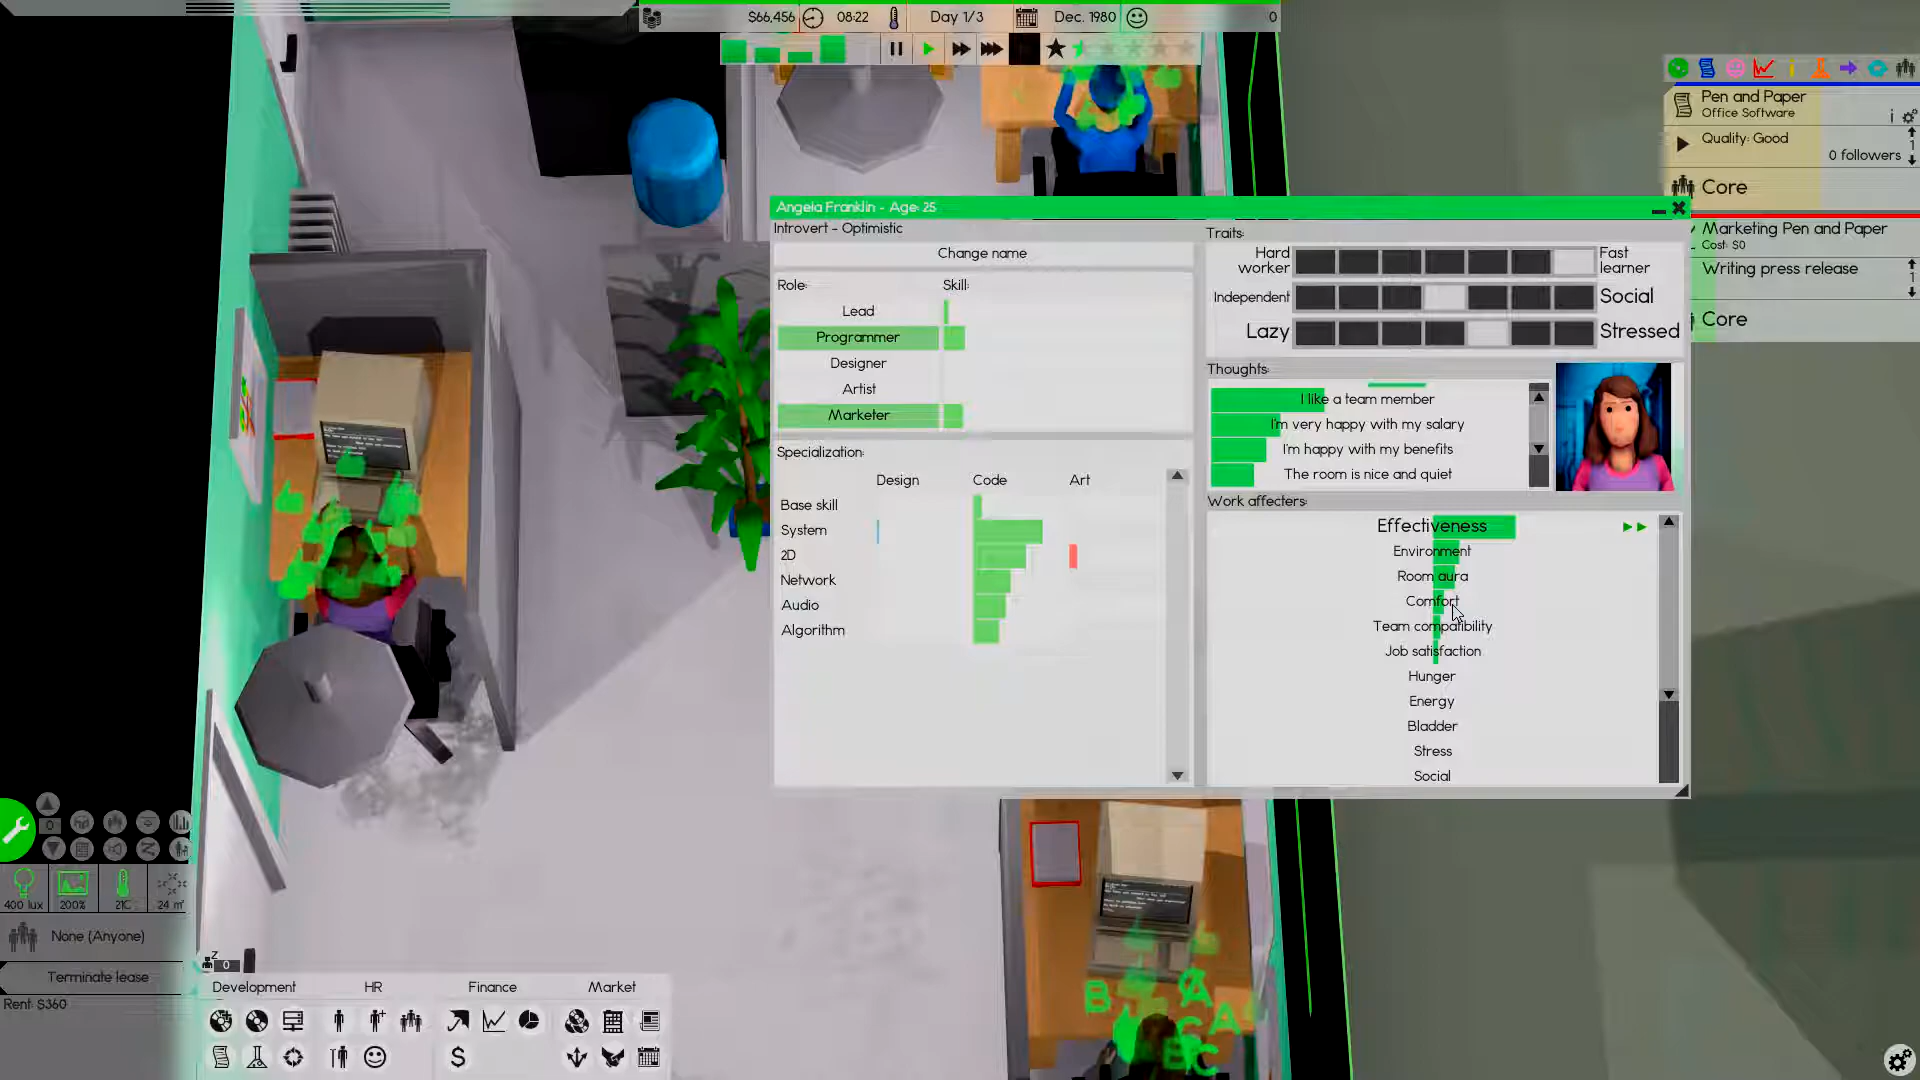 $66,456
08:22
Day 1/3
Dec. 1980
0
Pen and Paper
Office Software
Quality: Good
1
0 followers
Core
Marketing Pen and Paper
Cost: $0
Writing press release
1
Core
Angela Franklin - Age: 25
Introvert - Optimistic
Change name
Role:
Skill:
Lead
Programmer
Designer
Artist
Marketer
Specialization:
Design
Code
Art
Base skill
System
2D
Network
Audio
Algorithm
Traits:
Hard worker
Fast learner
Independent
Social
Lazy
Stressed
Thoughts:
I like a team member
I'm very happy with my salary
I'm happy with my benefits
The room is nice and quiet
Work affecters:
Effectiveness
Environment
Room aura
Comfort
Team compatibility
Job satisfaction
Hunger
Energy
Bladder
Stress
Social
0
400 lux
200%
21C
24 m²
None (Anyone)
Terminate lease
Rent: $360
Z
0
Development
HR
Finance
Market
B
A
C
A
B
C